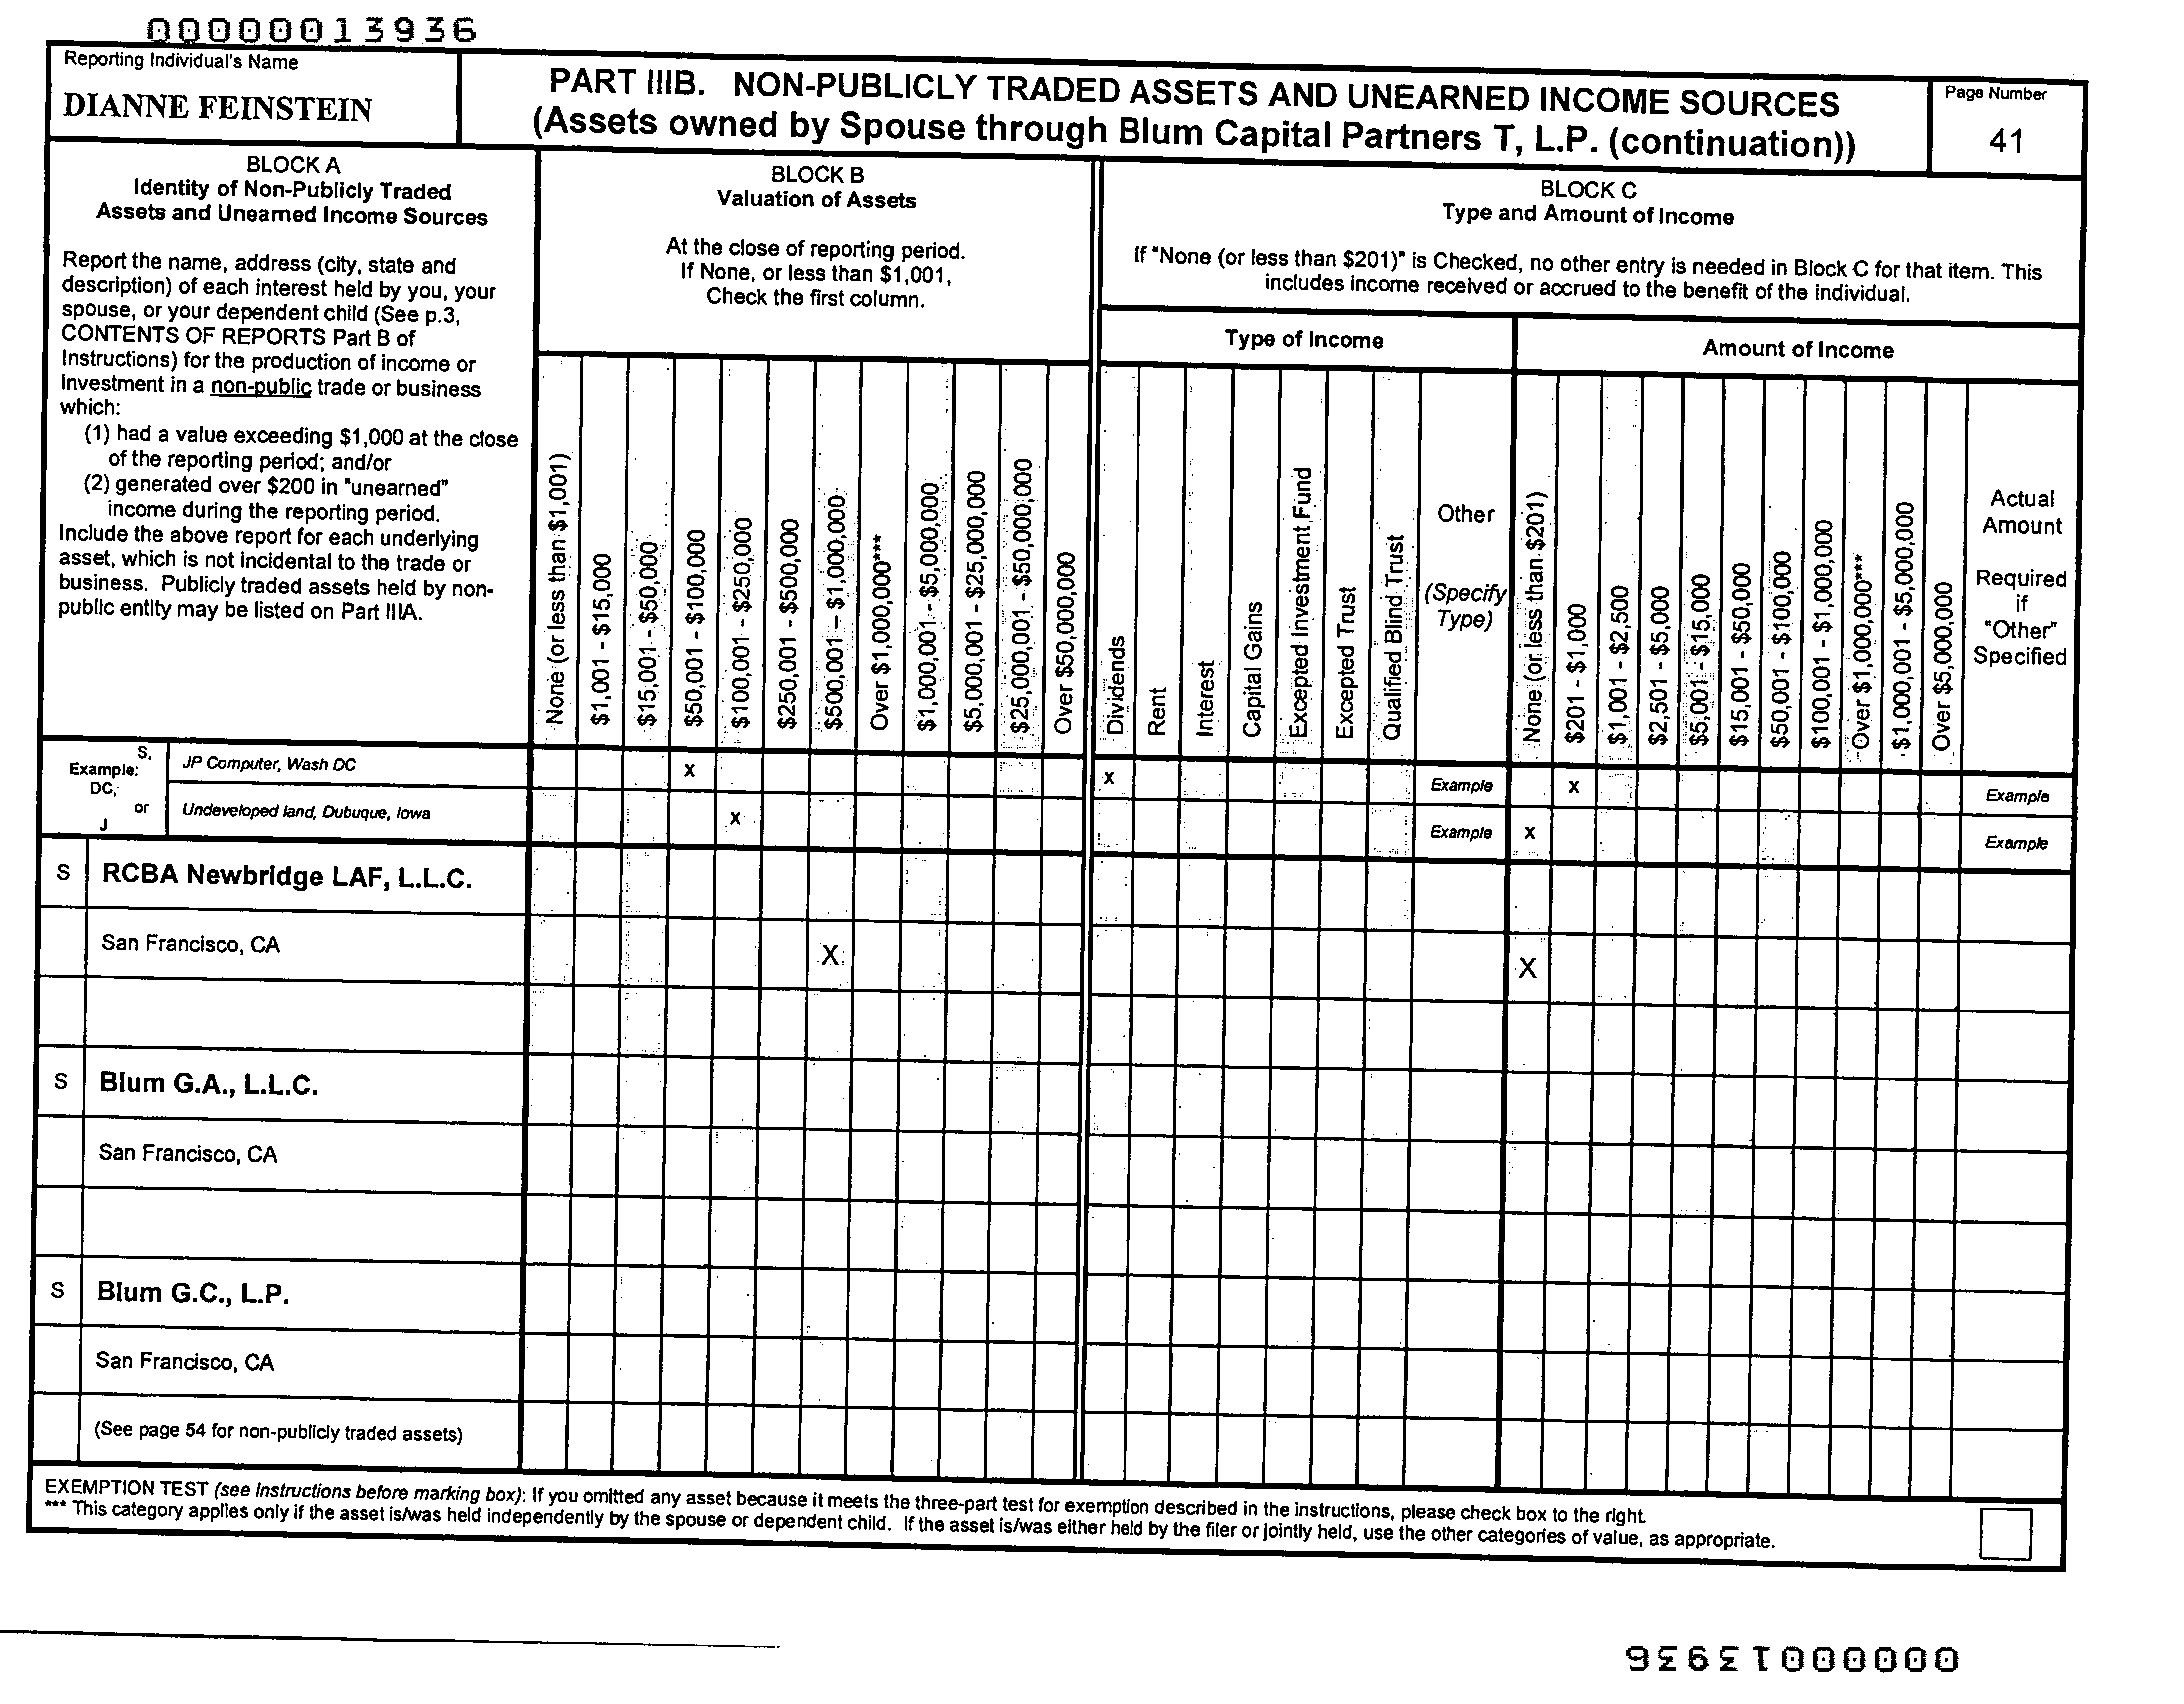 00000013936
Reporting Individual's Name
DIANNE FEINSTEIN
PART IIIB. NON-PUBLICLY TRADED ASSETS AND UNEARNED INCOME SOURCES
(Assets owned by Spouse through Blum Capital Partners T, L.P. (continuation))
Page Number
41
BLOCK A
Identity of Non-Publicly Traded
Assets and Unearned Income Sources
Report the name, address (city, state and
description) of each interest held by you, your
spouse, or your dependent child (See p.3,
CONTENTS OF REPORTS Part B of
Instructions) for the production of income or
investment in a non-public trade or business
which:
(1) had a value exceeding $1,000 at the close
of the reporting period; and/or
(2) generated over $200 in "unearned"
income during the reporting period.
Include the above report for each underlying
asset, which is not incidental to the trade or
business. Publicly traded assets held by non-
public entity may be listed on Part IIIA.
BLOCK B
Valuation of Assets
At the close of reporting period.
If None, or less than $1,001,
Check the first column.
None (or less than $1,001)
$1,001 - $15,000
$15,001 - $50,000
$50,001 - $100,000
$100,001 - $250,000
$250,001 - $500,000
$500,001 – $1,000,000
Over $1,000,000***
$1,000,001 - $5,000,000
$5,000,001 - $25,000,000
$25,000,001 - $50,000,000
Over $50,000,000
BLOCK C
Type and Amount of Income
If "None (or less than $201)" is Checked, no other entry is needed in Block C for that item. This
includes income received or accrued to the benefit of the individual.
Type of Income
Dividends
Rent
Interest
Capital Gains
Excepted Investment Fund
Excepted Trust
Qualified Blind Trust
Other
(Specify
Type)
Amount of Income
None (or less than $201)
$201 - $1,000
$1,001 - $2,500
$2,501 - $5,000
$5,001 - $15,000
$15,001 - $50,000
$50,001 - $100,000
$100,001 - $1,000,000
Over $1,000,000***
$1,000,001 - $5,000,000
Over $5,000,000
Actual
Amount
Required
if
"Other"
Specified
Example:
S,
DC,
or
J
JP Computer, Wash DC
X
X
Example
X
Example
Undeveloped land, Dubuque, Iowa
X
Example
X
Example
S
RCBA Newbridge LAF, L.L.C.
San Francisco, CA
X
X
S
Blum G.A., L.L.C.
San Francisco, CA
S
Blum G.C., L.P.
San Francisco, CA
(See page 54 for non-publicly traded assets)
EXEMPTION TEST (see instructions before marking box): If you omitted any asset because it meets the three-part test for exemption described in the instructions, please check box to the right.
*** This category applies only if the asset is/was held independently by the spouse or dependent child. If the asset is/was either held by the filer or jointly held, use the other categories of value, as appropriate.
00000013936